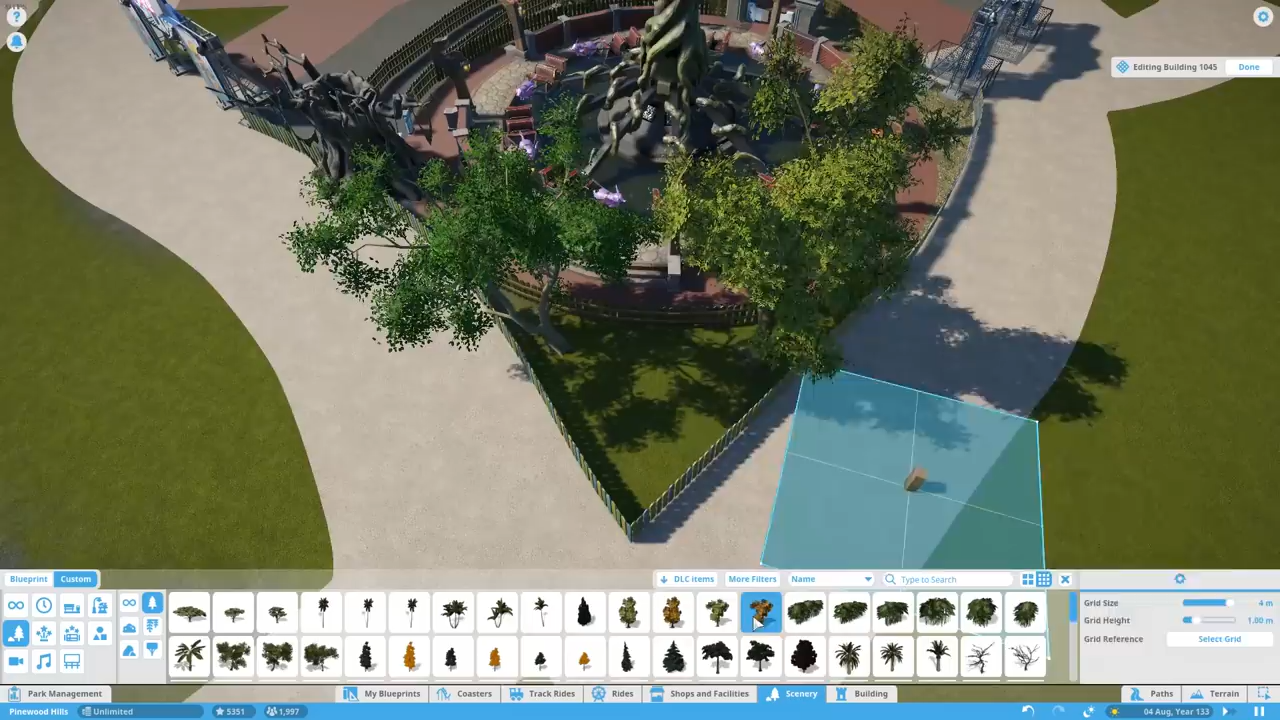 ?
Editing Building 1045
Done
Blueprint
Custom
DLC items
More Filters
Name
Type to Search
Grid Size
4 m
Grid Height
1.00 m
Grid Reference
Select Grid
Park Management
My Blueprints
Coasters
Track Rides
Rides
Shops and Facilities
Scenery
Building
Paths
Terrain
Pinewood Hills
Unlimited
5351
1,997
04 Aug, Year 133